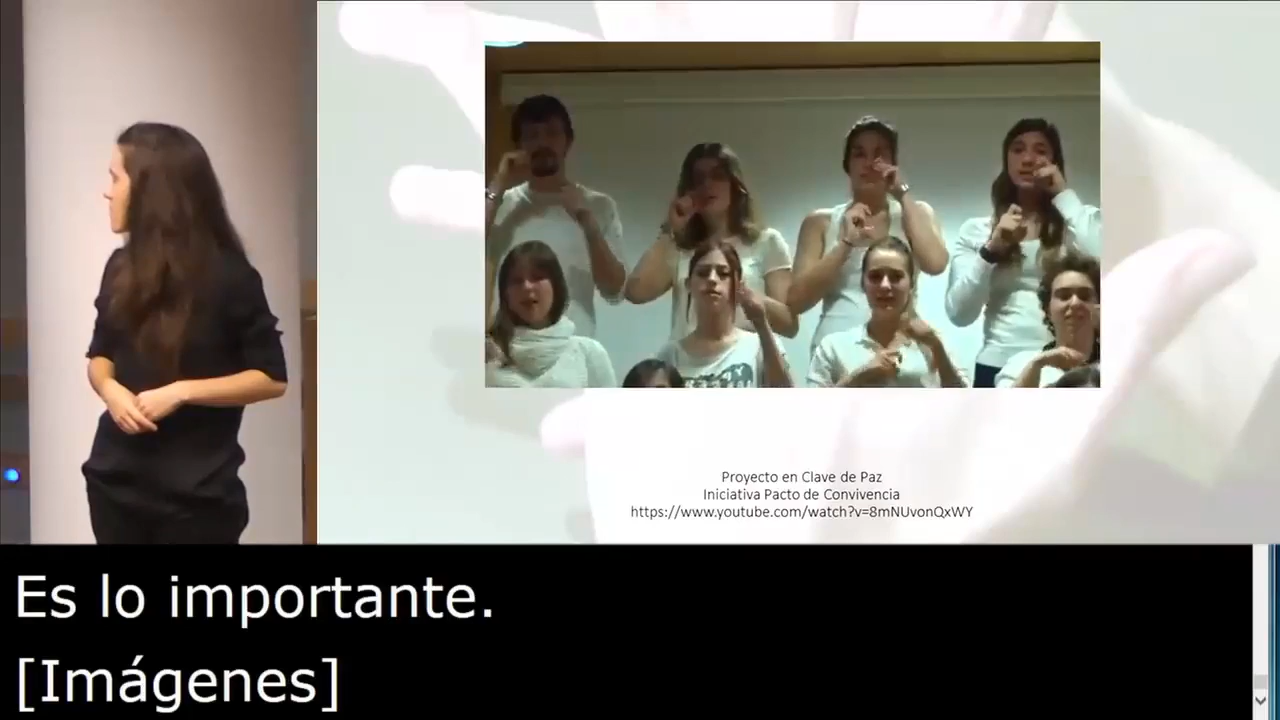 Proyecto en Clave de Paz
Iniciativa Pacto de Convivencia
https://www.youtube.com/watch?v=8mNUvonQxWY
Es lo importante.
[Imágenes]